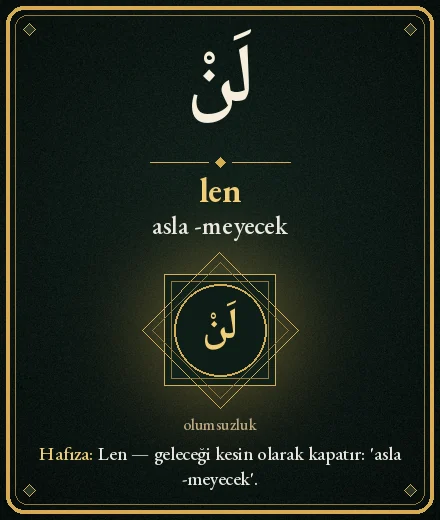 لَنْ
len
asla -meyecek
لَنْ
olumsuzluk
Hafıza: Len — geleceği kesin olarak kapatır: 'asla
-meyecek'.